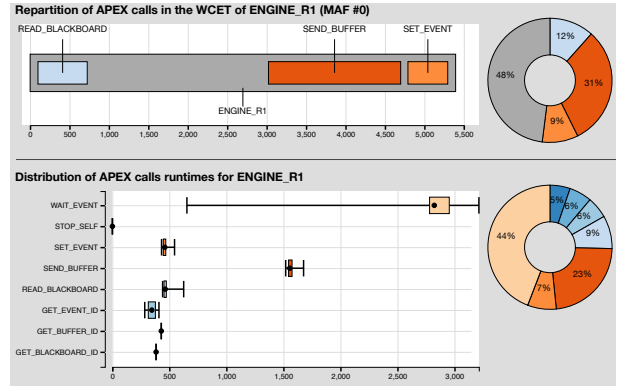 Repartition of APEX calls in the WCET of ENGINE_R1 (MAF #0)
READ_BLACKBOARD
SEND_BUFFER
SET_EVENT
ENGINE_R1
0 500 1,000 1,500 2,000 2,500 3,000 3,500 4,000 4,500 5,000 5,500
12%
48%
31%
9%
Distribution of APEX calls runtimes for ENGINE_R1
WAIT_EVENT
STOP_SELF
SET_EVENT
SEND_BUFFER
READ_BLACKBOARD
GET_EVENT_ID
GET_BUFFER_ID
GET_BLACKBOARD_ID
0 500 1,000 1,500 2,000 2,500 3,000
5%
6%
6%
9%
44%
23%
7%